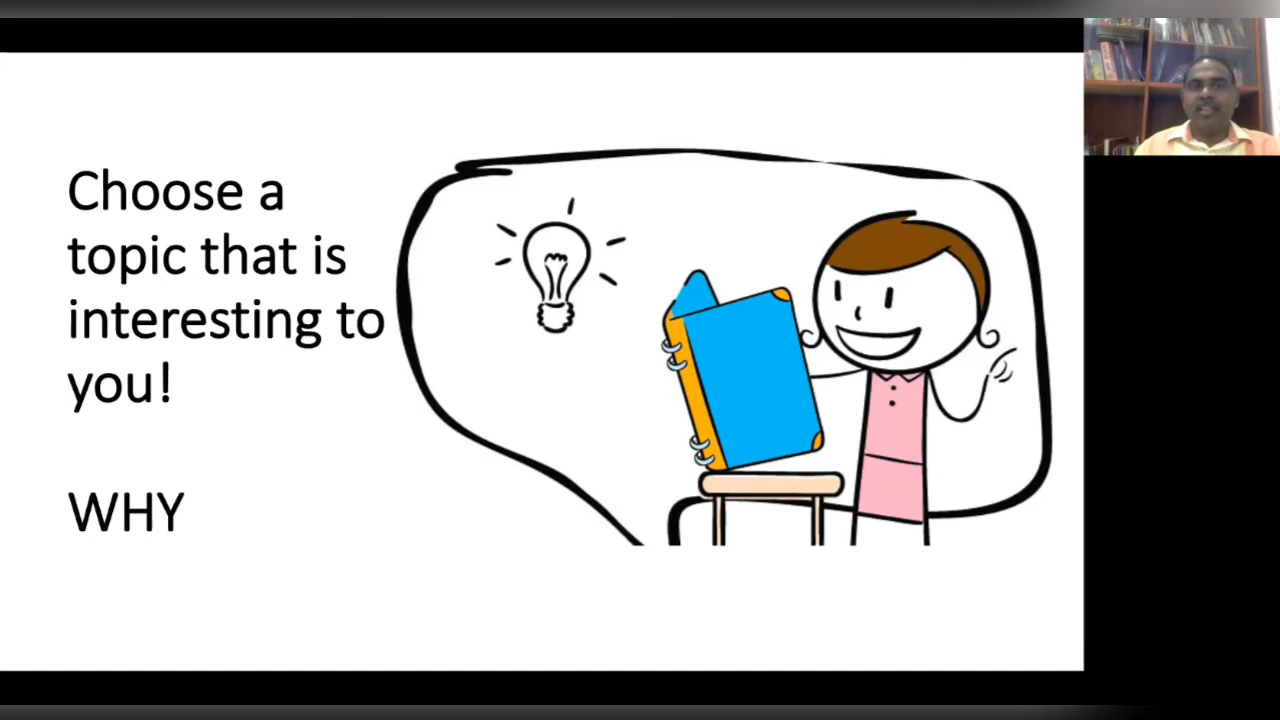 Choose a
topic that is
interesting to
you!
WHY